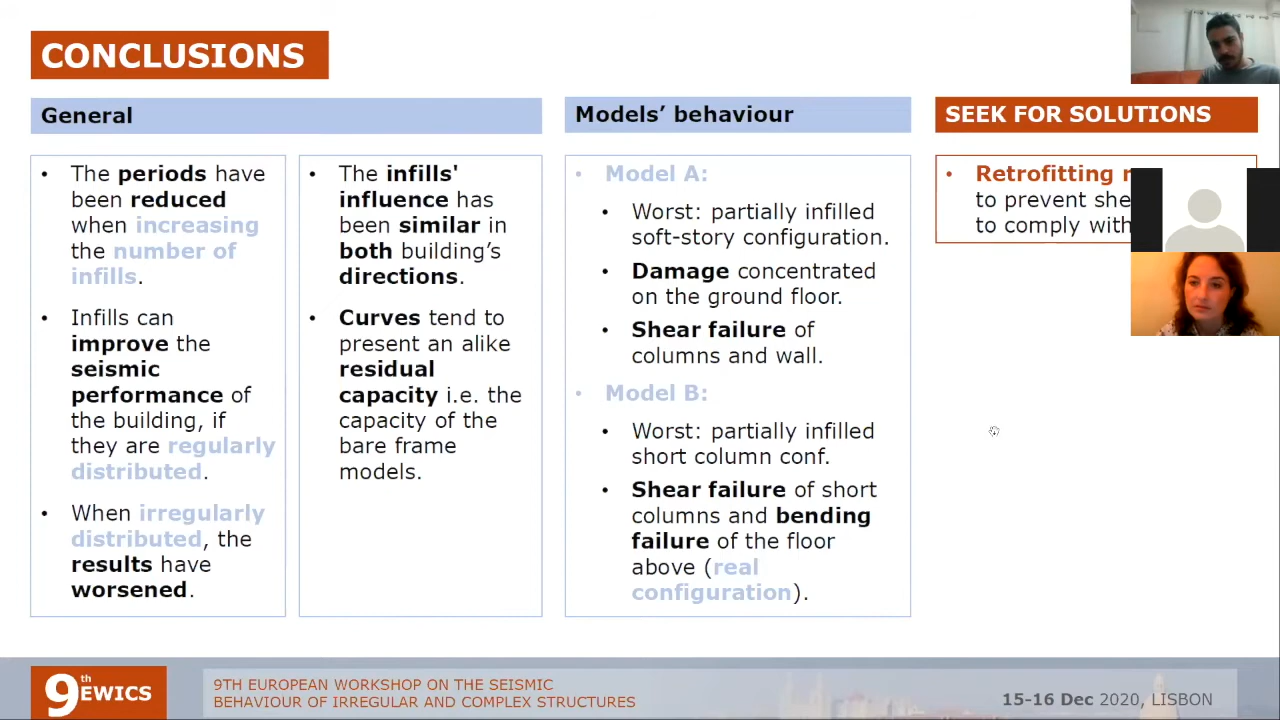 CONCLUSIONS
General
• The periods have
been reduced
when increasing
the number of
infills.
• Infills can
improve the
seismic
performance of
the building, if
they are regularly
distributed.
• When irregularly
distributed, the
results have
worsened.
• The infills'
influence has
been similar in
both building’s
directions.
• Curves tend to
present an alike
residual
capacity i.e. the
capacity of the
bare frame
models.
Models’ behaviour
• Model A:
• Worst: partially infilled
soft-story configuration.
• Damage concentrated
on the ground floor.
• Shear failure of
columns and wall.
• Model B:
• Worst: partially infilled
short column conf.
• Shear failure of short
columns and bending
failure of the floor
above (real
configuration).
SEEK FOR SOLUTIONS
• Retrofitting
to prevent
to comply with
9th EWICS
9TH EUROPEAN WORKSHOP ON THE SEISMIC
BEHAVIOUR OF IRREGULAR AND COMPLEX STRUCTURES
15-16 Dec 2020, LISBON